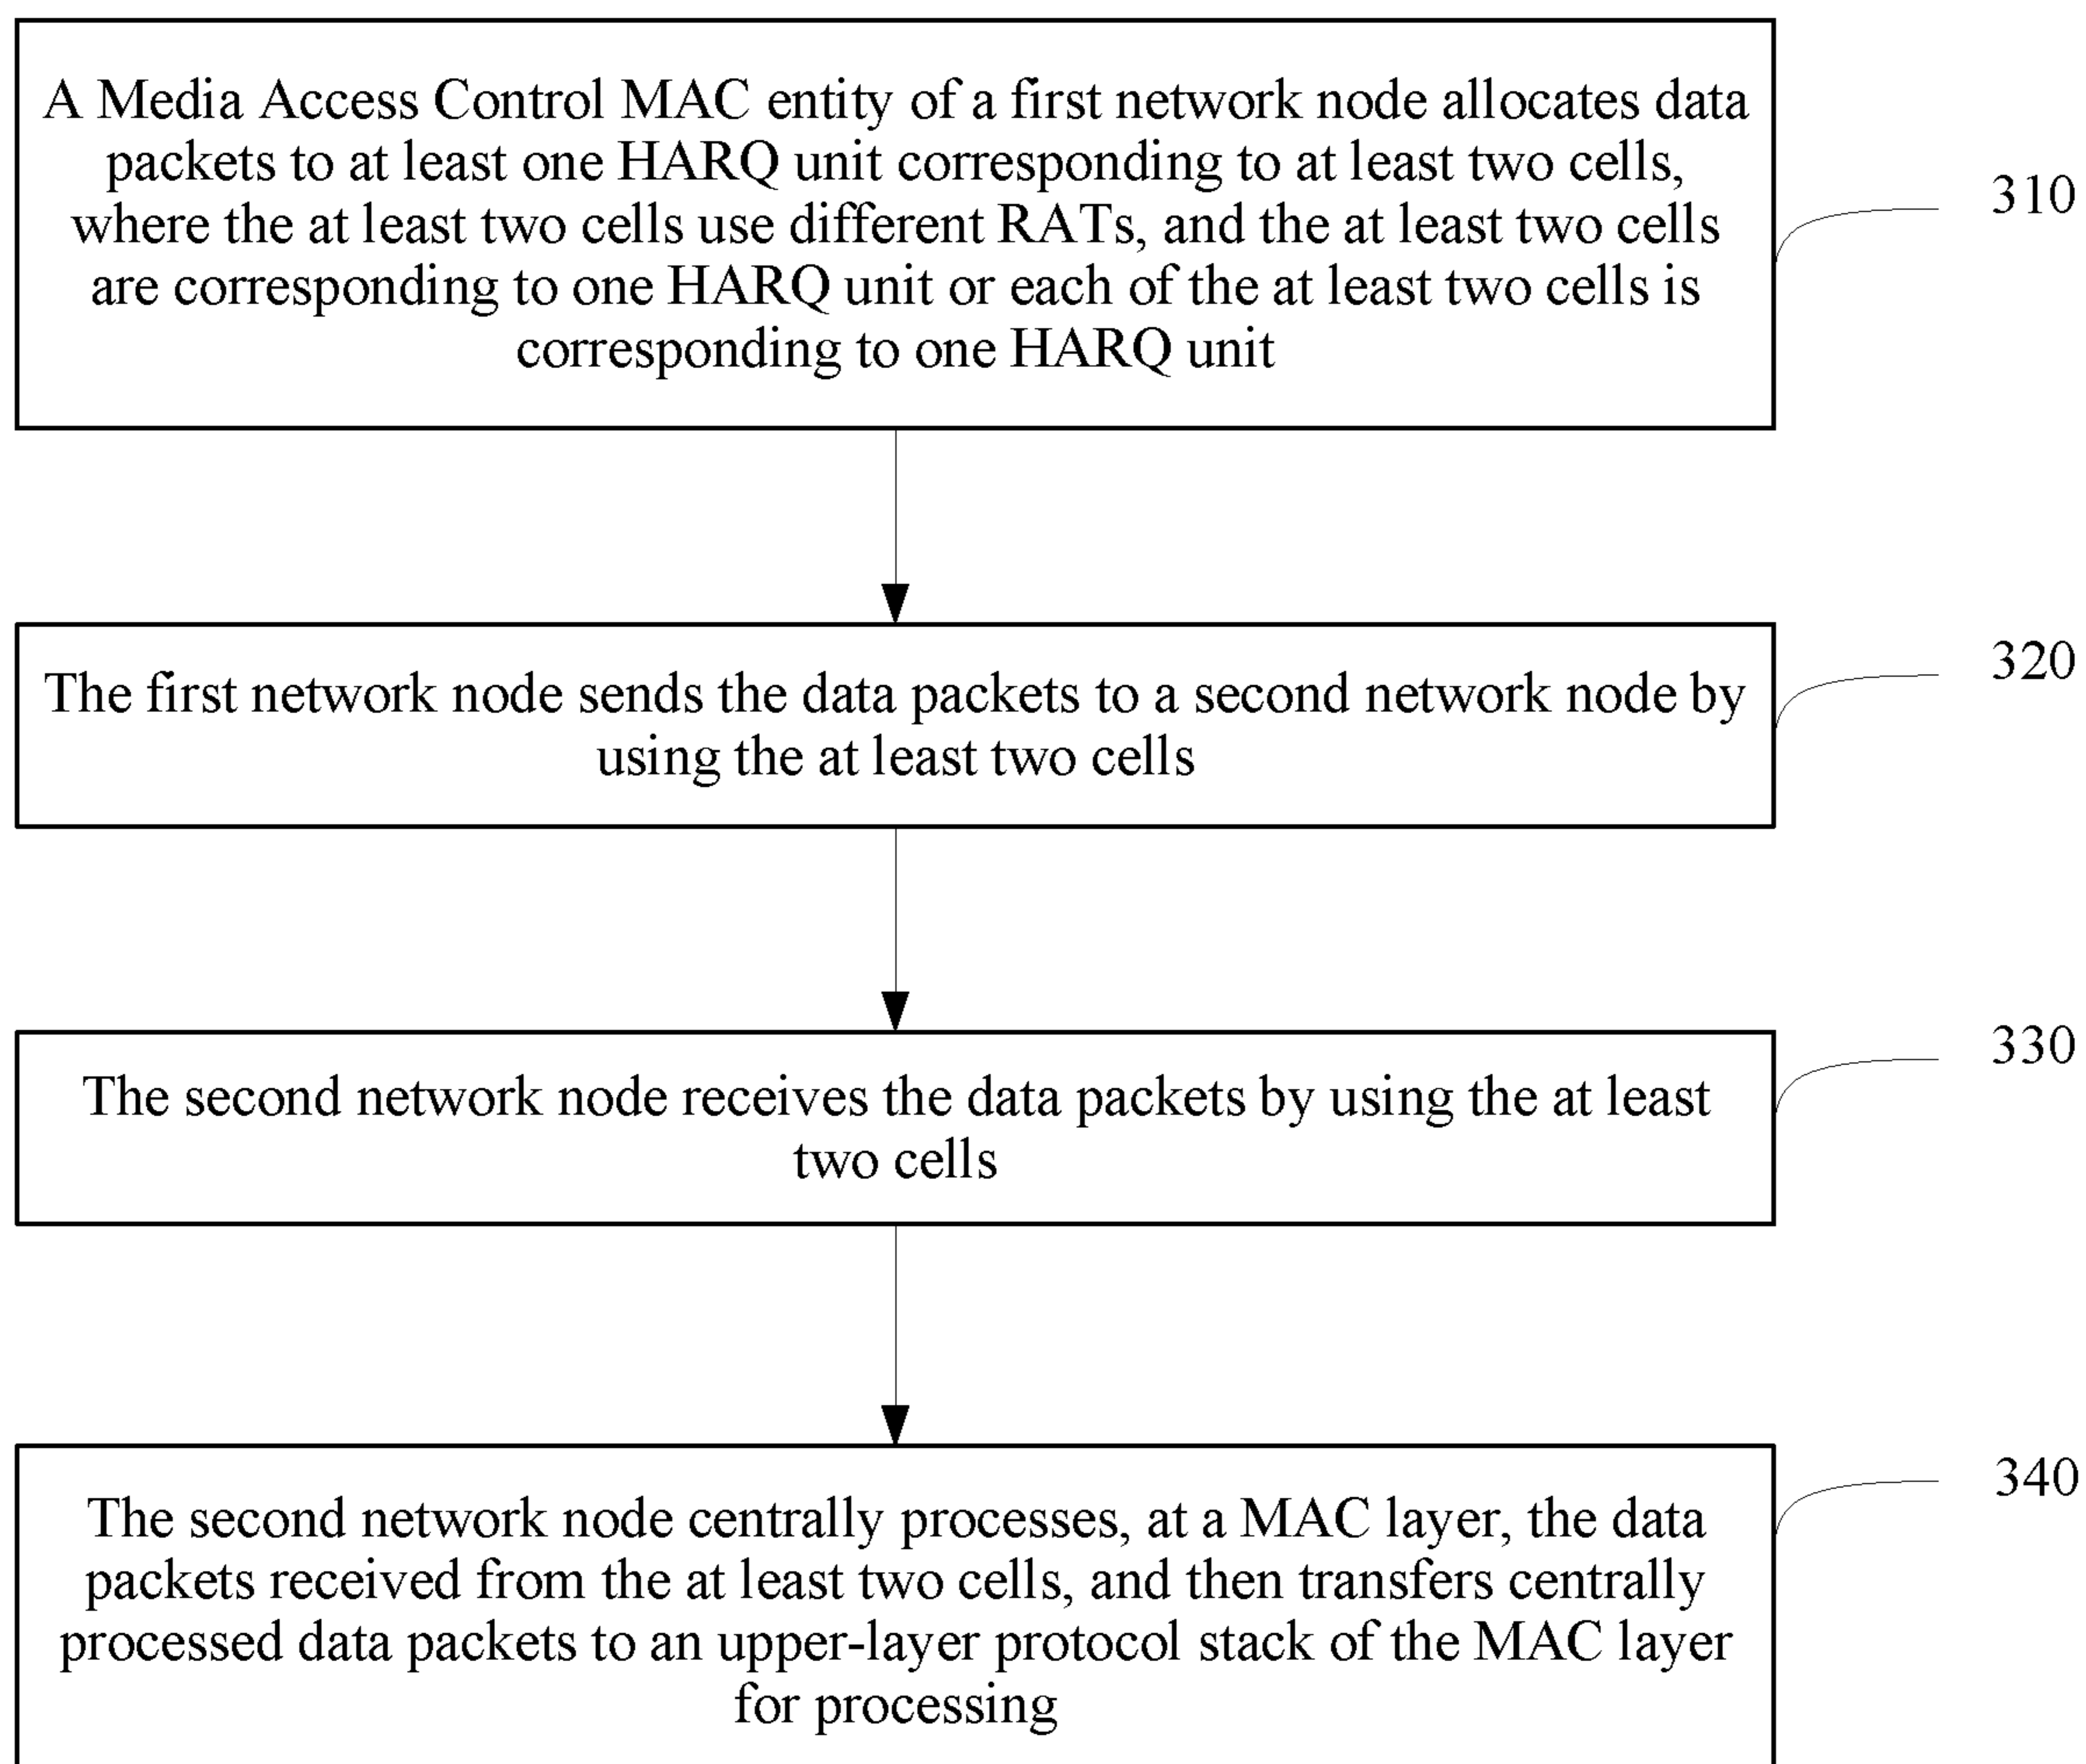 A Media Access Control MAC entity of a first network node allocates data
packets to at least one HARQ unit corresponding to at least two cells,
where the at least two cells use different RATs, and the at least two cells
are corresponding to one HARQ unit or each of the at least two cells is
corresponding to one HARQ unit
310
The first network node sends the data packets to a second network node by
using the at least two cells
320
The second network node receives the data packets by using the at least
two cells
330
The second network node centrally processes, at a MAC layer, the data
packets received from the at least two cells, and then transfers centrally
processed data packets to an upper-layer protocol stack of the MAC layer
for processing
340